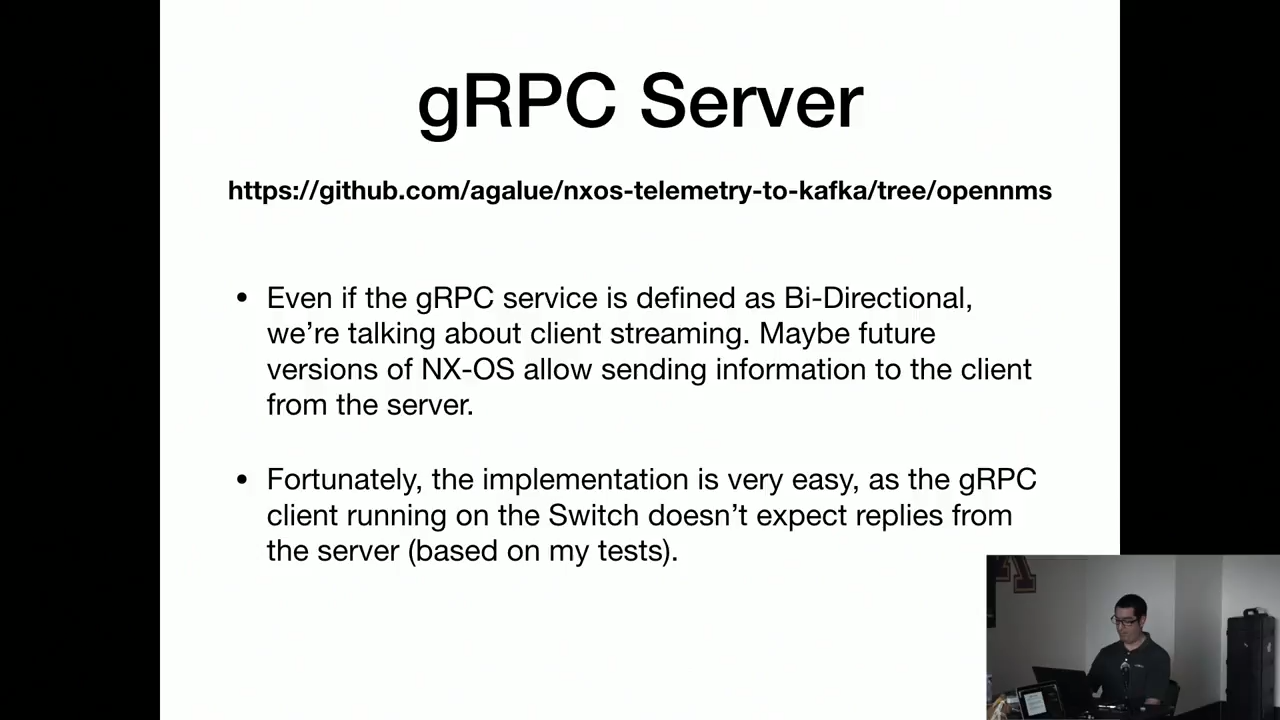 gRPC Server
https://github.com/agalue/nxos-telemetry-to-kafka/tree/opennms
• Even if the gRPC service is defined as Bi-Directional,
we’re talking about client streaming. Maybe future
versions of NX-OS allow sending information to the client
from the server.
• Fortunately, the implementation is very easy, as the gRPC
client running on the Switch doesn’t expect replies from
the server (based on my tests).